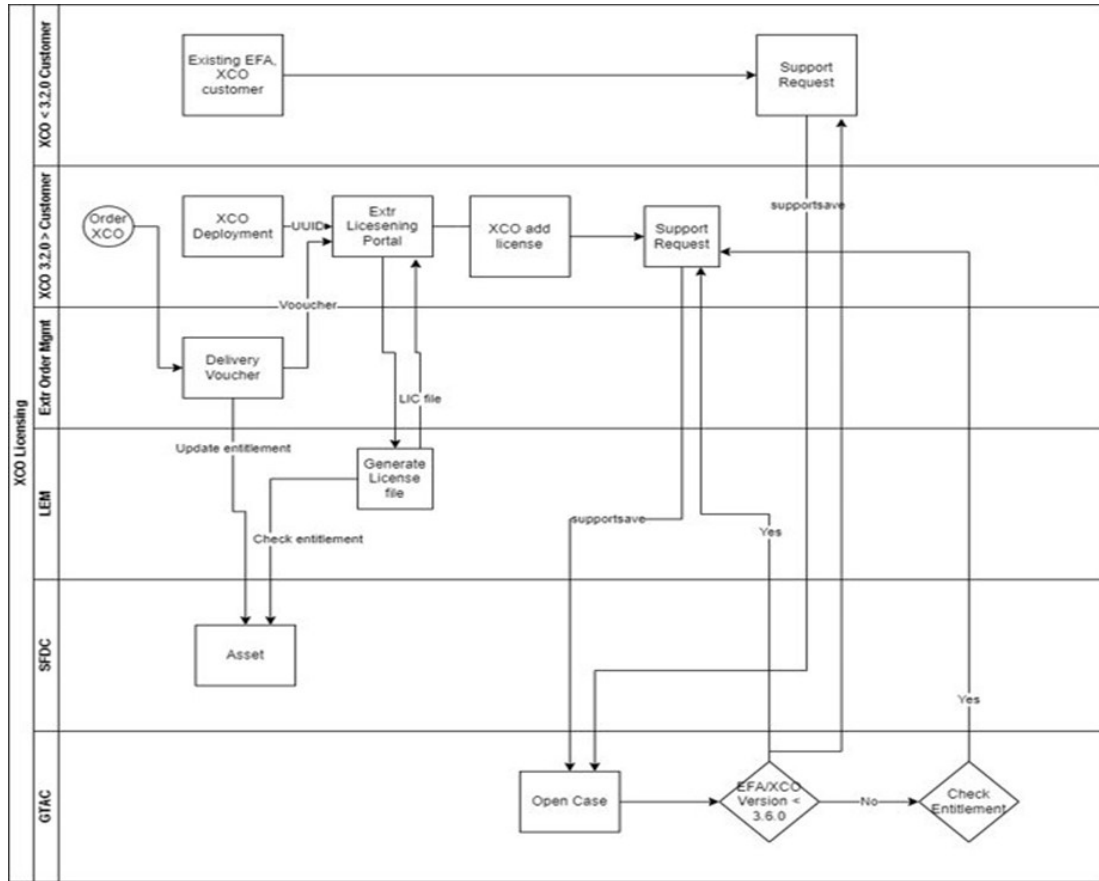 XCO Licensing
XCO < 3.2.0 Customer
Existing EFA,
XCO
customer
Support
Request
XCO 3.2.0 > Customer
Order
XCO
XCO
Deployment
UUID
Extr
Licesening
Portal
XCO add
license
Support
Request
supportsave
Vooucher
Extr Order Mgmt
Delivery
Voucher
LIC file
LEM
Update entitlement
Generate
License
file
Check entitlement
supportsave
Yes
SFDC
Asset
Yes
GTAC
Open Case
EFA/XCO
Version <
3.6.0
No
Check
Entitlement